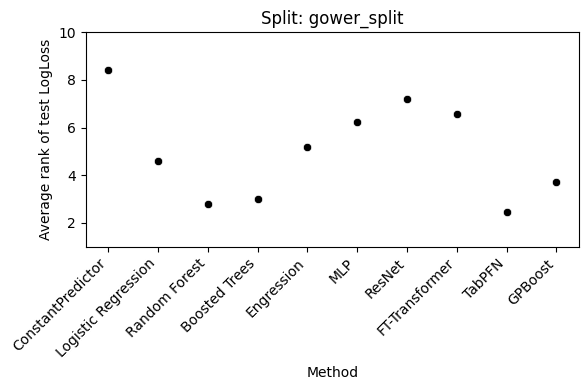 Split: gower_split
Average rank of test LogLoss
10
8
6
4
2
ConstantPredictor
Logistic Regression
Random Forest
Boosted Trees
Engression
MLP
ResNet
FT-Transformer
TabPFN
GPBoost
Method